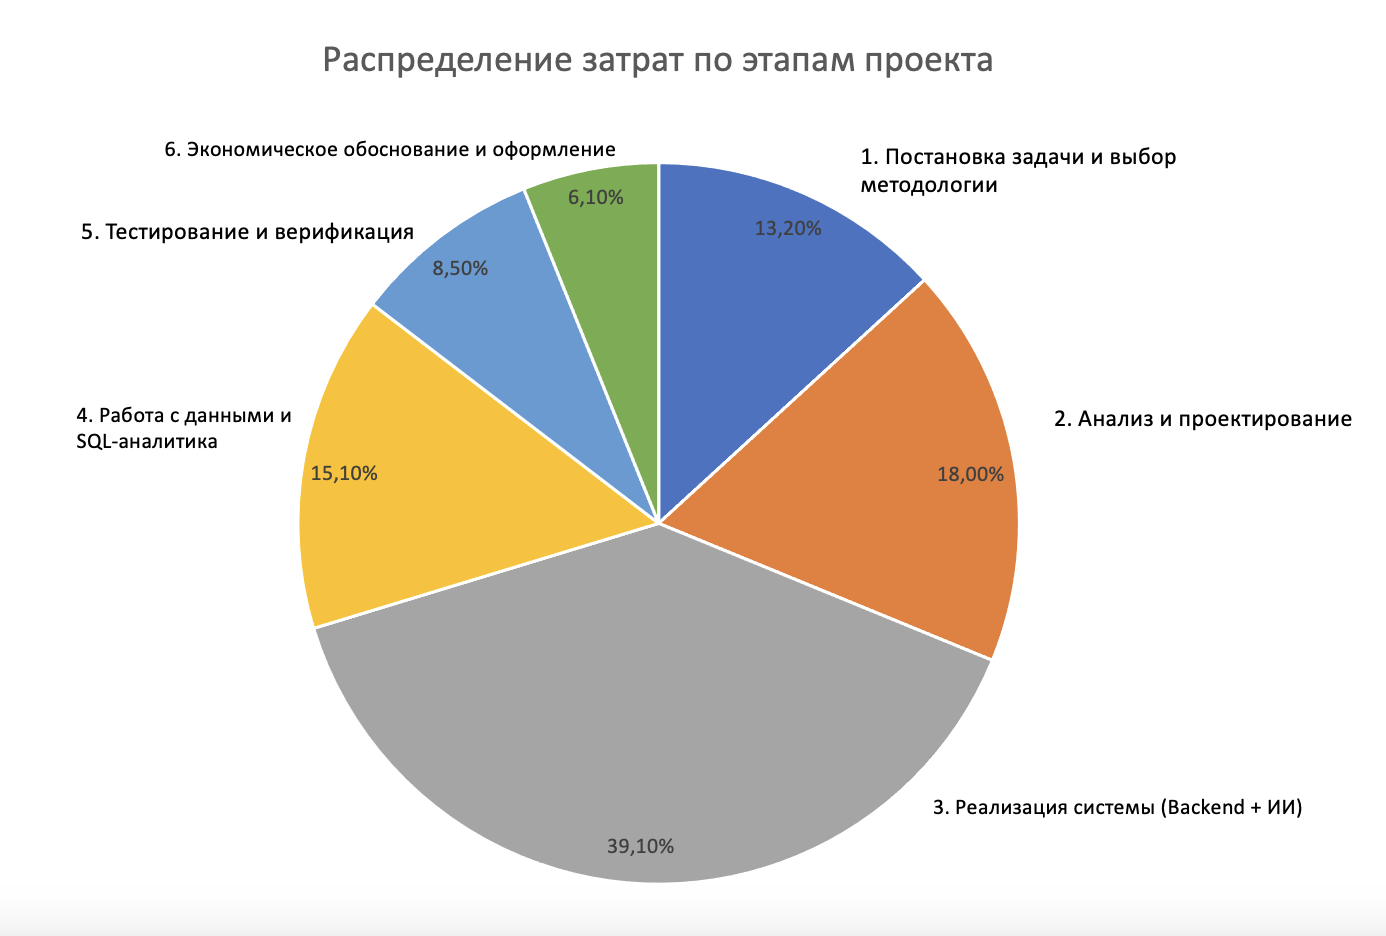 Распределение затрат по этапам проекта
6. Экономическое обоснование и оформление
1. Постановка задачи и выбор
методологии
6,10%
13,20%
5. Тестирование и верификация
8,50%
4. Работа с данными и
SQL-аналитика
2. Анализ и проектирование
15,10%
18,00%
3. Реализация системы (Backend + ИИ)
39,10%